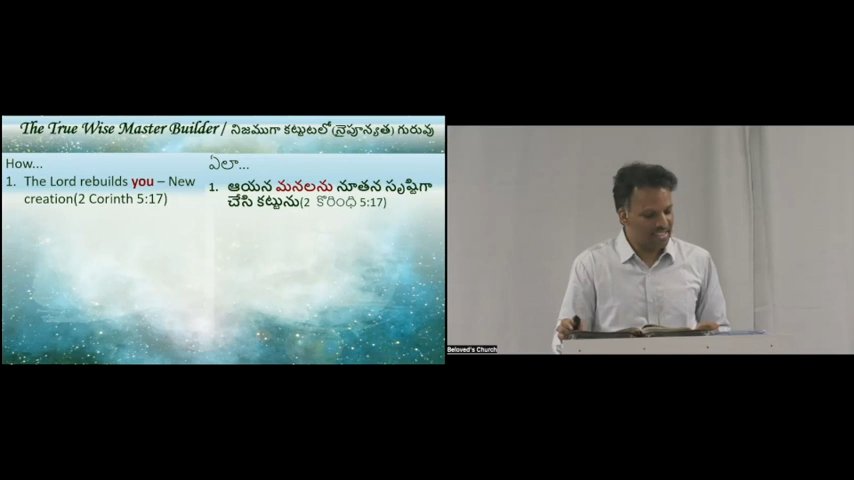 The True Wise Master Builder / నిజముగా కట్టుటలో(నైపూన్యత) గురువు
How...
1. The Lord rebuilds you – New
creation(2 Corinth 5:17)
ఏలా...
1. ఆయన మనలను నూతన సృష్టిగా
చేసి కట్టును(2 కొరింధి 5:17)
Beloved's Church